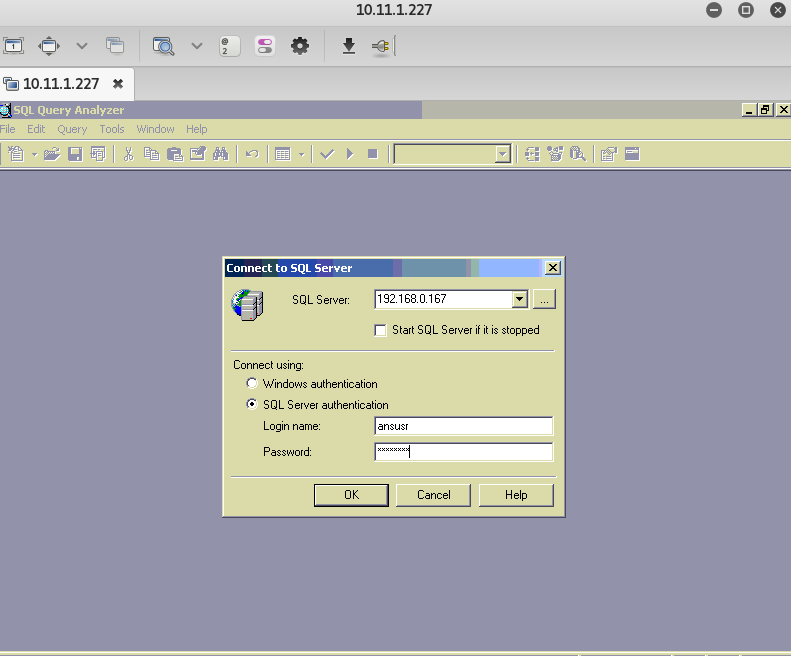 10.11.1.227
1
2
10.11.1.227
SQL Query Analyzer
File Edit Query Tools Window Help
Connect to SQL Server
SQL Server: 192.168.0.167 ...
Start SQL Server if it is stopped
Connect using:
Windows authentication
SQL Server authentication
Login name: ansusr
Password: ********
OK Cancel Help